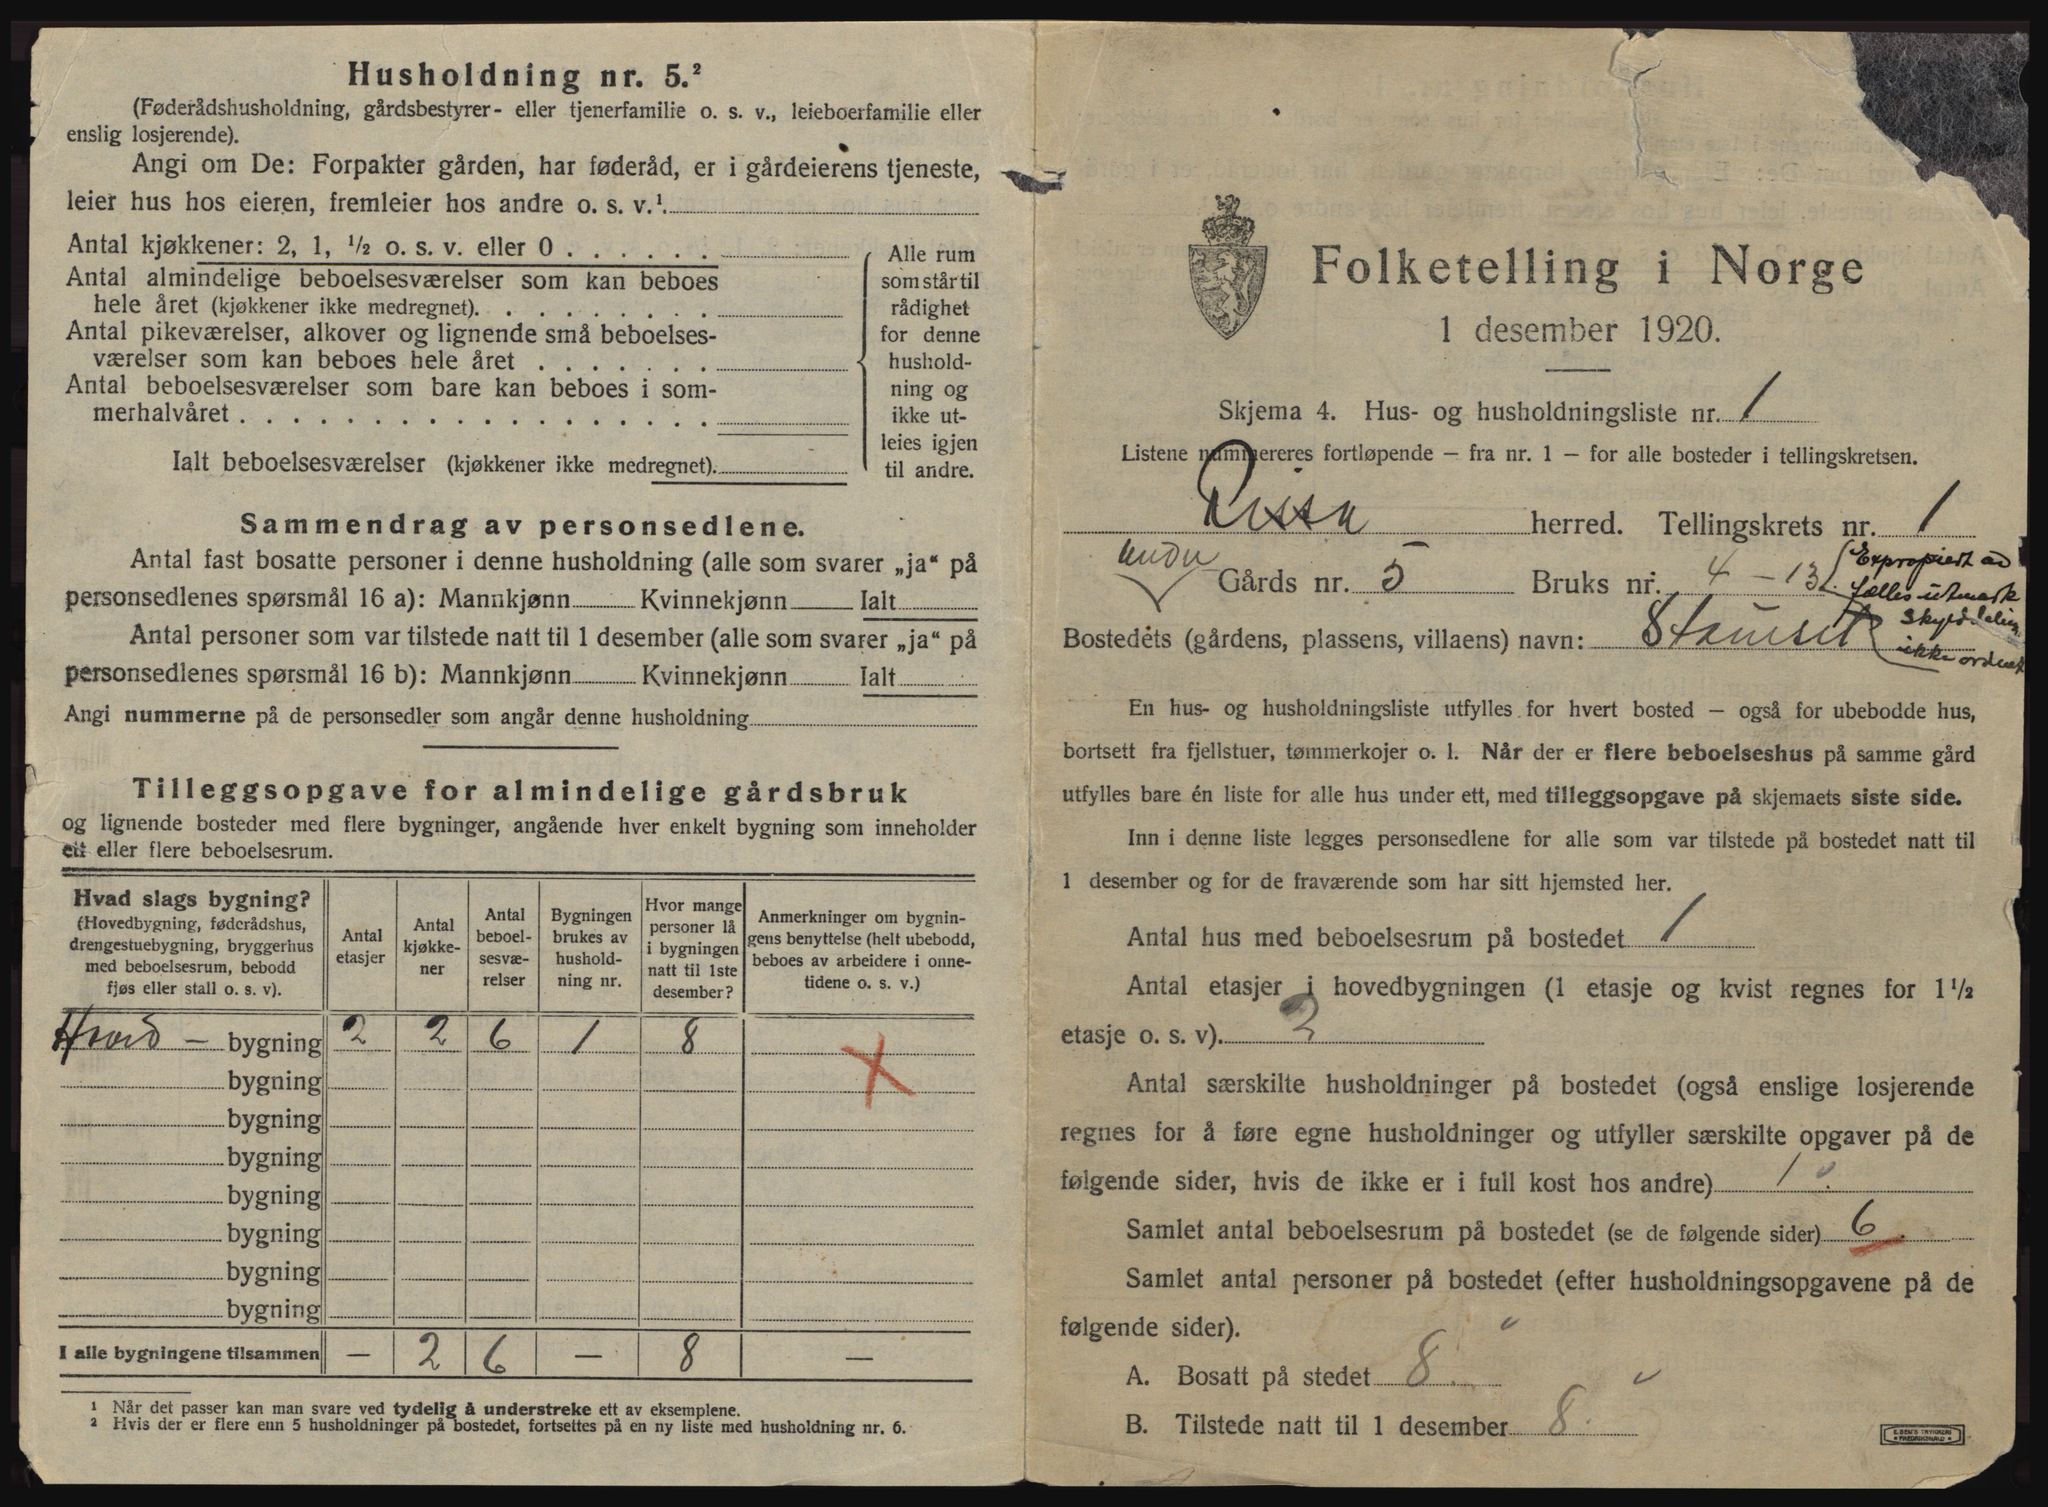 Husholdning nr. 5.²
(Føderådshusholdning, gårdsbestyrer- eller tjenerfamilie o. s. v., leieboerfamilie eller
enslig losjerende).
Angi om De: Forpakter gården, har føderåd, er i gårdeierens tjeneste,
leier hus hos eieren, fremleier hos andre o. s. v.¹.
Antal kjøkkener: 2, 1, ½ o. s. v. eller 0 . . . . . .
Antal almindelige beboelsesværelser som kan beboes
hele året (kjøkkener ikke medregnet). . . . . . . . .
Antal pikeværelser, alkover og lignende små beboelses-
værelser som kan beboes hele året . . . . . . .
Antal beboelsesværelser som bare kan beboes i som-
merhalvåret . . . . . . . . . . . . . . . . . .
Ialt beboelsesværelser (kjøkkener ikke medregnet).
Alle rum
som står til
rådighet
for denne
hushold-
ning og
ikke ut-
leies igjen
til andre.
Sammendrag av personsedlene.
Antal fast bosatte personer i denne husholdning (alle som svarer „ja“ på
personsedlenes spørsmål 16 a): Mannkjønn Kvinnekjønn Ialt
Antal personer som var tilstede natt til 1 desember (alle som svarer „ja“ på
personsedlenes spørsmål 16 b): Mannkjønn Kvinnekjønn Ialt
Angi nummerne på de personsedler som angår denne husholdning
Tilleggsopgave for almindelige gårdsbruk
og lignende bosteder med flere bygninger, angående hver enkelt bygning som inneholder
ett eller flere beboelsesrum.
Hvad slags bygning?
(Hovedbygning, føderådshus,
drengestuebygning, bryggerhus
med beboelsesrum, bebodd
fjøs eller stall o. s. v).
Antal
etasjer
Antal
kjøkke-
ner
Antal
beboel-
sesvæ-
relser
Bygningen
brukes av
hushold-
ning nr.
Hvor mange
personer lå
i bygningen
natt til 1ste
desember?
Anmerkninger om bygnin-
gens benyttelse (helt ubebodd,
beboes av arbeidere i onne-
tidene o. s. v.)
Hoved - bygning 2 2 6 1 8
bygning
bygning
bygning
bygning
bygning
bygning
bygning
I alle bygningene tilsammen — 2 6 — 8 —
¹ Når det passer kan man svare ved tydelig å understreke ett av eksemplene.
² Hvis der er flere enn 5 husholdninger på bostedet, fortsettes på en ny liste med husholdning nr. 6.
Folketelling i Norge
1 desember 1920.
Skjema 4. Hus- og husholdningsliste nr. 1
Listene nummereres fortløpende – fra nr. 1 – for alle bosteder i tellingskretsen.
Rissa herred. Tellingskrets nr. 1
under Gårds nr. 5 Bruks nr. 4 - 13
Expropriert av
fælles utmark
skylddeling
ikke ordnet
Bostedets (gårdens, plassens, villaens) navn:
En hus- og husholdningsliste utfylles for hvert bosted – også for ubebodde hus,
bortsett fra fjellstuer, tømmerkojer o. l. Når der er flere beboelseshus på samme gård
utfylles bare én liste for alle hus under ett, med tilleggsopgave på skjemaets siste side.
Inn i denne liste legges personsedlene for alle som var tilstede på bostedet natt til
1 desember og for de fraværende som har sitt hjemsted her.
Antal hus med beboelsesrum på bostedet 1
Antal etasjer i hovedbygningen (1 etasje og kvist regnes for 1½
etasje o. s. v). 2
Antal særskilte husholdninger på bostedet (også enslige losjerende
regnes for å føre egne husholdninger og utfyller særskilte opgaver på de
følgende sider, hvis de ikke er i full kost hos andre) 1
Samlet antal beboelsesrum på bostedet (se de følgende sider) 6
Samlet antal personer på bostedet (efter husholdningsopgavene på de
følgende sider).
A. Bosatt på stedet 8
B. Tilstede natt til 1 desember 8.
E. SEM'S TRYKKERI
FREDRIKSHALD